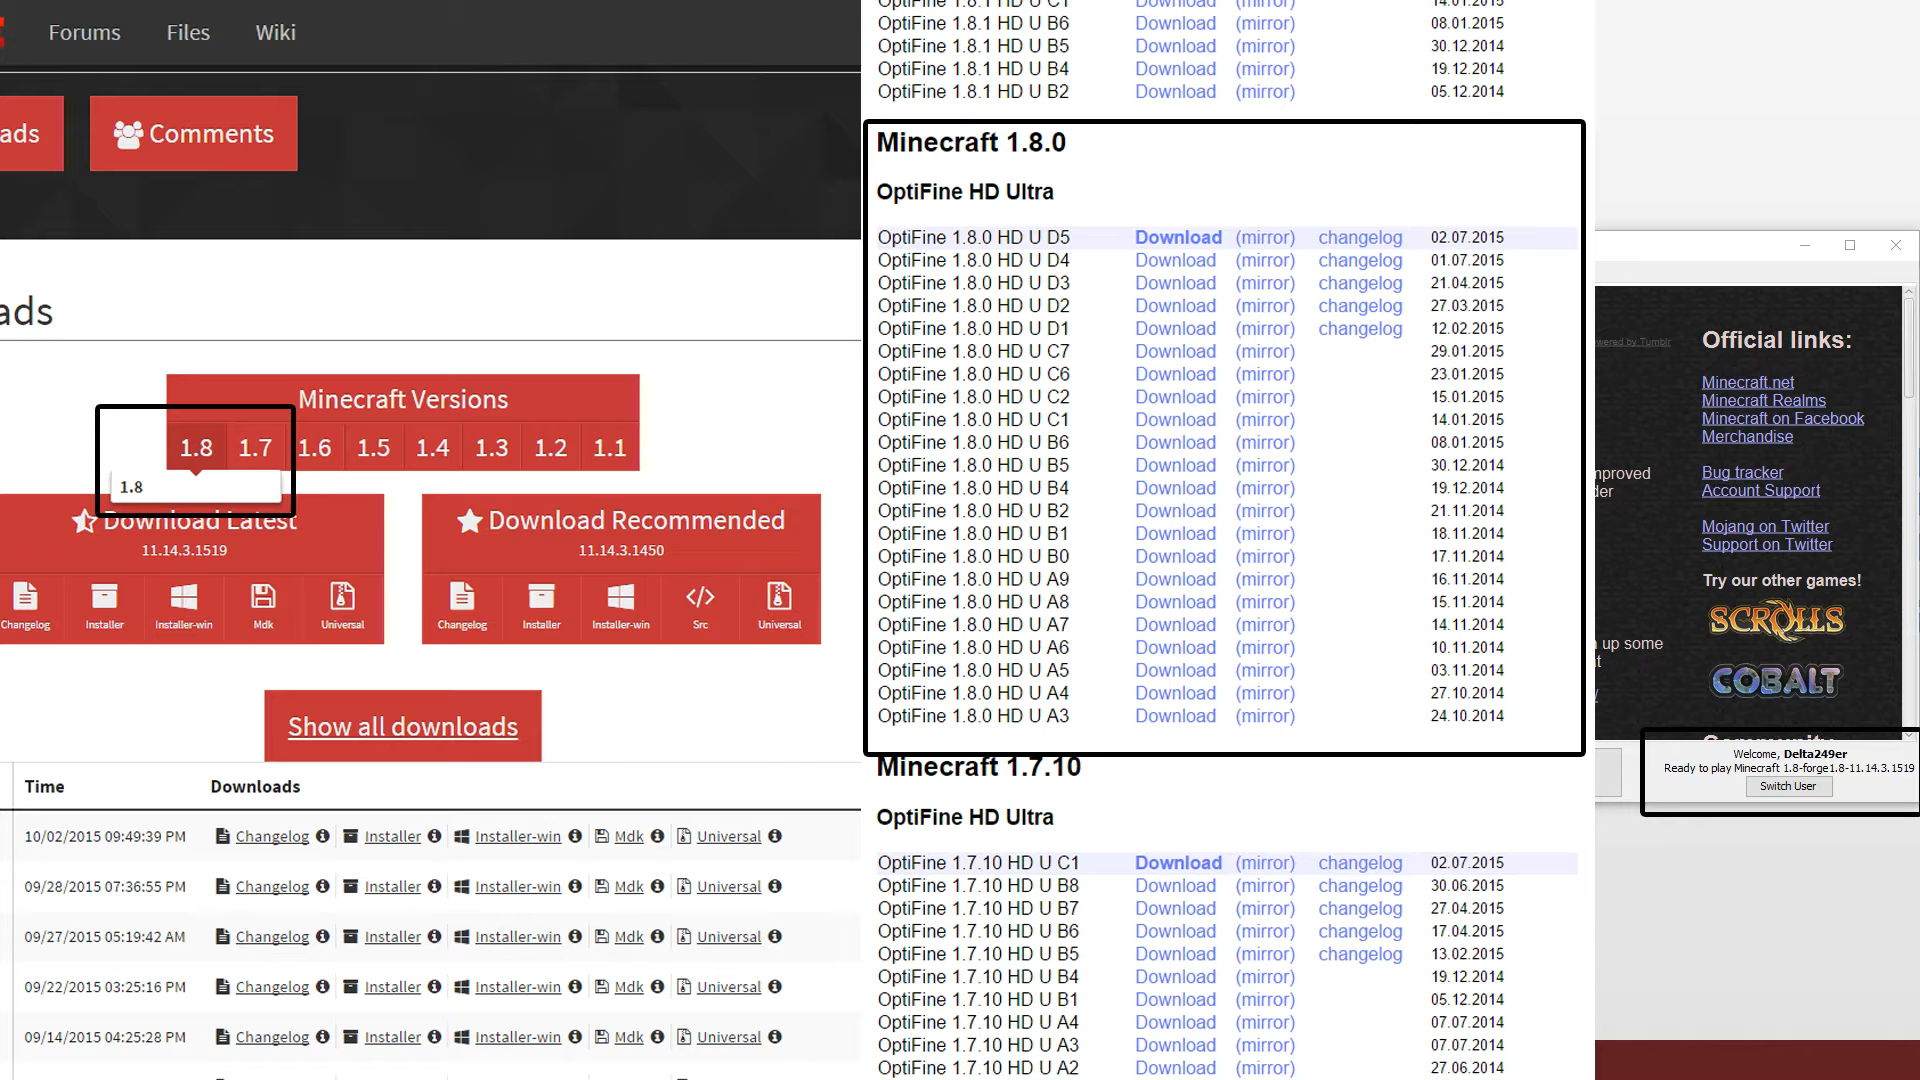 Forums Files Wiki
ads Comments
ads
Minecraft Versions
1.8 1.7 1.6 1.5 1.4 1.3 1.2 1.1
1.8
Download Latest
11.14.3.1519
Changelog Installer Installer-win Mdk Universal
Download Recommended
11.14.3.1450
Changelog Installer Installer-win Src Universal
Show all downloads
Time Downloads
10/02/2015 09:49:39 PM Changelog Installer Installer-win Mdk Universal
09/28/2015 07:36:55 PM Changelog Installer Installer-win Mdk Universal
09/27/2015 05:19:42 AM Changelog Installer Installer-win Mdk Universal
09/22/2015 03:25:16 PM Changelog Installer Installer-win Mdk Universal
09/14/2015 04:25:28 PM Changelog Installer Installer-win Mdk Universal
OptiFine 1.8.1 HD U C1 Download (mirror) 14.01.2015
OptiFine 1.8.1 HD U B6 Download (mirror) 08.01.2015
OptiFine 1.8.1 HD U B5 Download (mirror) 30.12.2014
OptiFine 1.8.1 HD U B4 Download (mirror) 19.12.2014
OptiFine 1.8.1 HD U B2 Download (mirror) 05.12.2014
Minecraft 1.8.0
OptiFine HD Ultra
OptiFine 1.8.0 HD U D5 Download (mirror) changelog 02.07.2015
OptiFine 1.8.0 HD U D4 Download (mirror) changelog 01.07.2015
OptiFine 1.8.0 HD U D3 Download (mirror) changelog 21.04.2015
OptiFine 1.8.0 HD U D2 Download (mirror) changelog 27.03.2015
OptiFine 1.8.0 HD U D1 Download (mirror) changelog 12.02.2015
OptiFine 1.8.0 HD U C7 Download (mirror) 29.01.2015
OptiFine 1.8.0 HD U C6 Download (mirror) 23.01.2015
OptiFine 1.8.0 HD U C2 Download (mirror) 15.01.2015
OptiFine 1.8.0 HD U C1 Download (mirror) 14.01.2015
OptiFine 1.8.0 HD U B6 Download (mirror) 08.01.2015
OptiFine 1.8.0 HD U B5 Download (mirror) 30.12.2014
OptiFine 1.8.0 HD U B4 Download (mirror) 19.12.2014
OptiFine 1.8.0 HD U B2 Download (mirror) 21.11.2014
OptiFine 1.8.0 HD U B1 Download (mirror) 18.11.2014
OptiFine 1.8.0 HD U B0 Download (mirror) 17.11.2014
OptiFine 1.8.0 HD U A9 Download (mirror) 16.11.2014
OptiFine 1.8.0 HD U A8 Download (mirror) 15.11.2014
OptiFine 1.8.0 HD U A7 Download (mirror) 14.11.2014
OptiFine 1.8.0 HD U A6 Download (mirror) 10.11.2014
OptiFine 1.8.0 HD U A5 Download (mirror) 03.11.2014
OptiFine 1.8.0 HD U A4 Download (mirror) 27.10.2014
OptiFine 1.8.0 HD U A3 Download (mirror) 24.10.2014
Minecraft 1.7.10
OptiFine HD Ultra
OptiFine 1.7.10 HD U C1 Download (mirror) changelog 02.07.2015
OptiFine 1.7.10 HD U B8 Download (mirror) changelog 30.06.2015
OptiFine 1.7.10 HD U B7 Download (mirror) changelog 27.04.2015
OptiFine 1.7.10 HD U B6 Download (mirror) changelog 17.04.2015
OptiFine 1.7.10 HD U B5 Download (mirror) changelog 13.02.2015
OptiFine 1.7.10 HD U B4 Download (mirror) 19.12.2014
OptiFine 1.7.10 HD U B1 Download (mirror) 05.12.2014
OptiFine 1.7.10 HD U A4 Download (mirror) 07.07.2014
OptiFine 1.7.10 HD U A3 Download (mirror) 07.07.2014
OptiFine 1.7.10 HD U A2 Download (mirror) 27.06.2014
wered by Tumblr
mproved
der
up some
t
Official links:
Minecraft.net
Minecraft Realms
Minecraft on Facebook
Merchandise
Bug tracker
Account Support
Mojang on Twitter
Support on Twitter
Try our other games!
SCROLLS
COBALT
Community
Welcome, Delta249er
Ready to play Minecraft 1.8-forge1.8-11.14.3.1519
Switch User